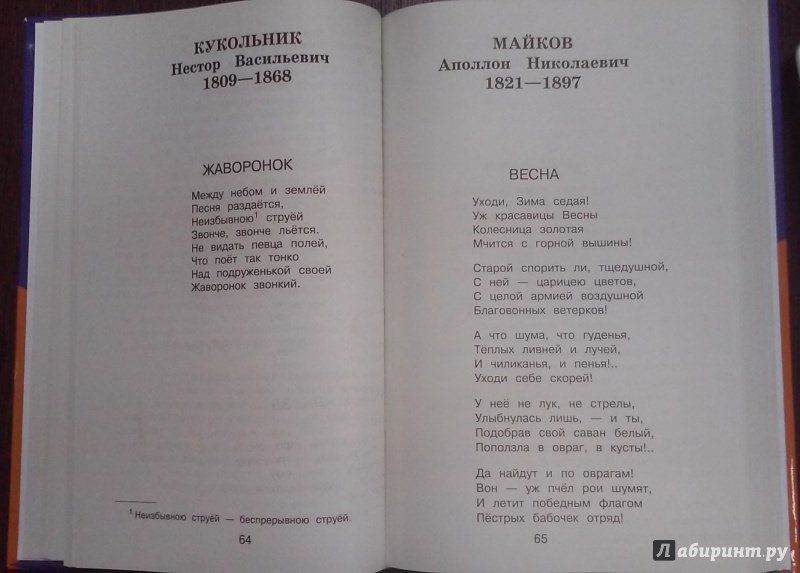 КУКОЛЬНИК
Нестор Васильевич
1809—1868
ЖАВОРОНОК
Между небом и землёй
Песня раздаётся,
Неизбывною¹ струёй
Звонче, звонче льётся.
Не видать певца полей,
Что поёт так тонко
Над подруженькой своей
Жаворонок звонкий.
¹ Неизбывною струёй — беспрерывною струёй.
64
МАЙКОВ
Аполлон Николаевич
1821—1897
ВЕСНА
Уходи, Зима седая!
Уж красавицы Весны
Колесница золотая
Мчится с горной вышины!
Старой спорить ли, тщедушной,
С ней — царицею цветов,
С целой армией воздушной
Благовонных ветерков!
А что шума, что гуденья,
Тёплых ливней и лучей,
И чиликанья, и пенья!..
Уходи себе скорей!
У неё не лук, не стрелы,
Улыбнулась лишь, — и ты,
Подобрав свой саван белый,
Поползла в овраг, в кусты!..
Да найдут и по оврагам!
Вон — уж пчёл рои шумят,
И летит победным флагом
Пёстрых бабочек отряд!
65
Лабиринт.ру